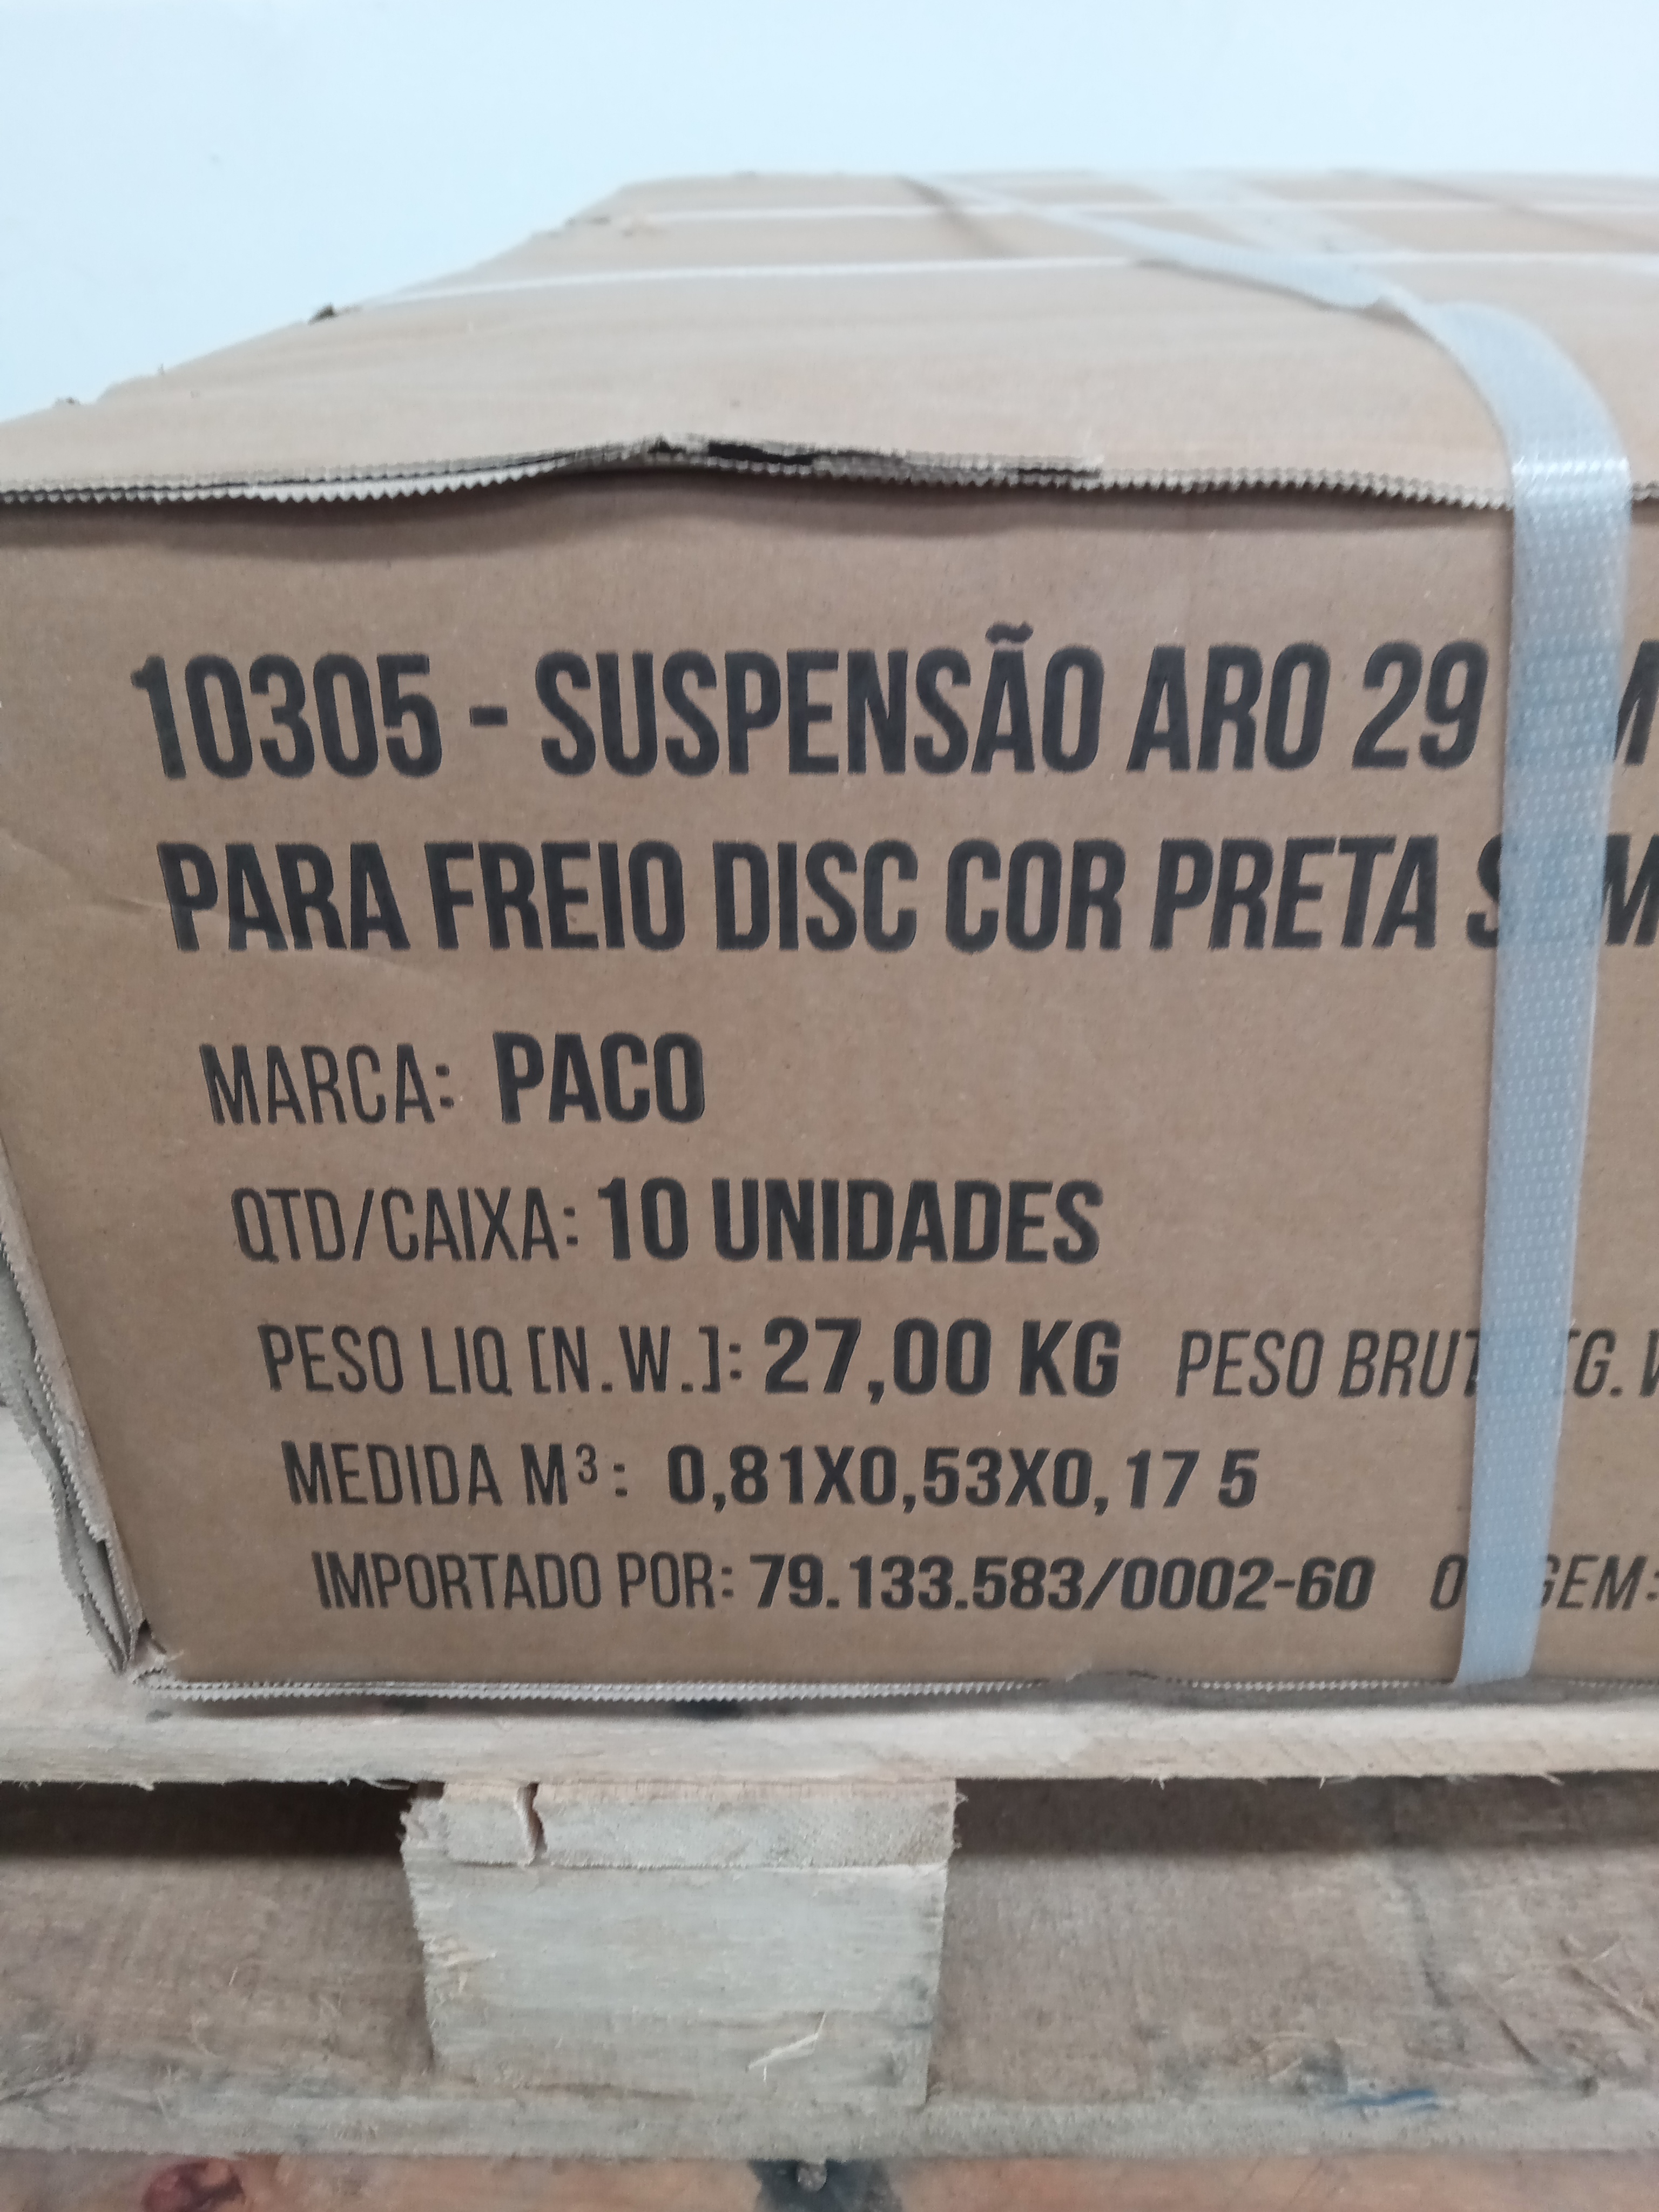 10305 - SUSPENSÃO ARO 29
PARA FREIO DISC COR PRETA
MARCA: PACO
QTD/CAIXA: 10 UNIDADES
PESO LIQ [N.W.]: 27,00 KG PESO
MEDIDA M³: 0,81X0,53X0,17 5
IMPORTADO POR: 79.133.583/0002-60